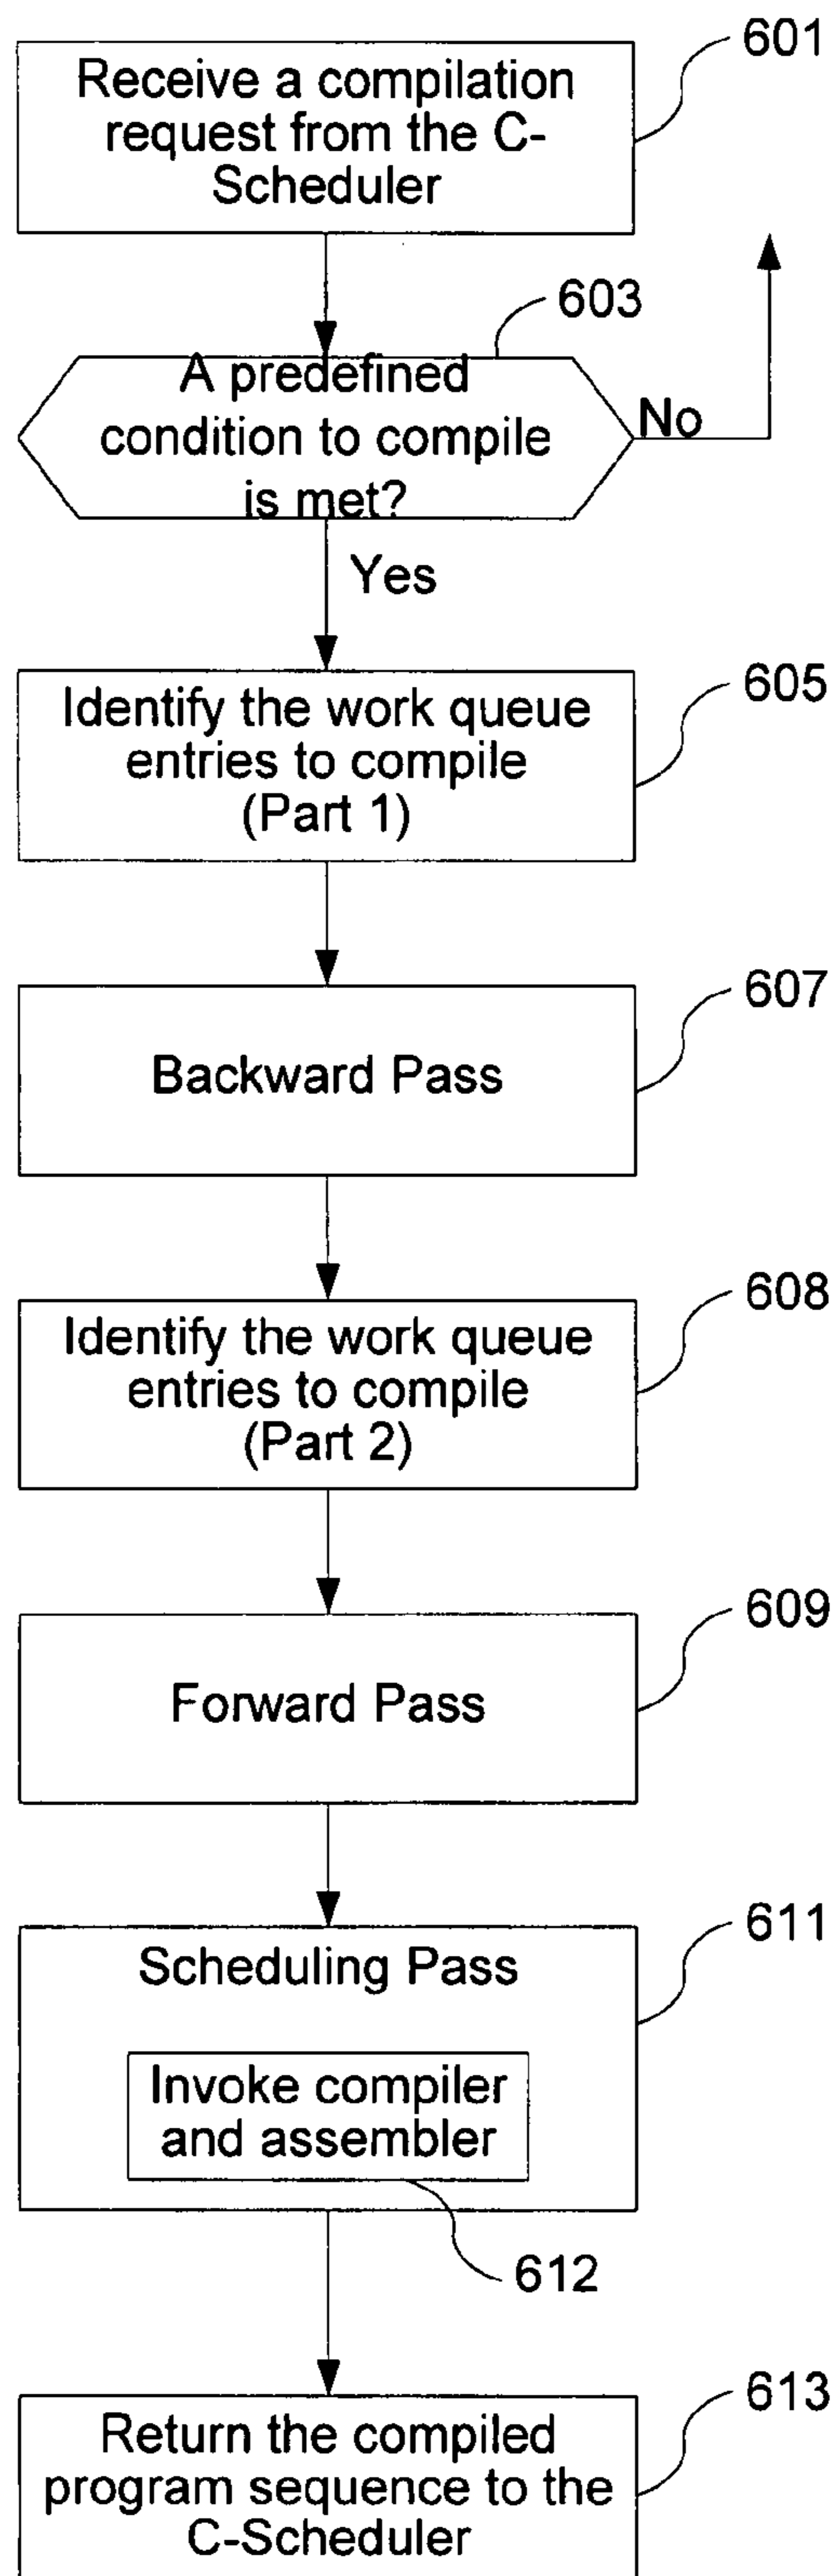 601
Receive a compilation
request from the C-
Scheduler
603
A predefined
condition to compile
is met?
No
Yes
605
Identify the work queue
entries to compile
(Part 1)
607
Backward Pass
608
Identify the work queue
entries to compile
(Part 2)
609
Forward Pass
611
Scheduling Pass
Invoke compiler
and assembler
612
613
Return the compiled
program sequence to the
C-Scheduler